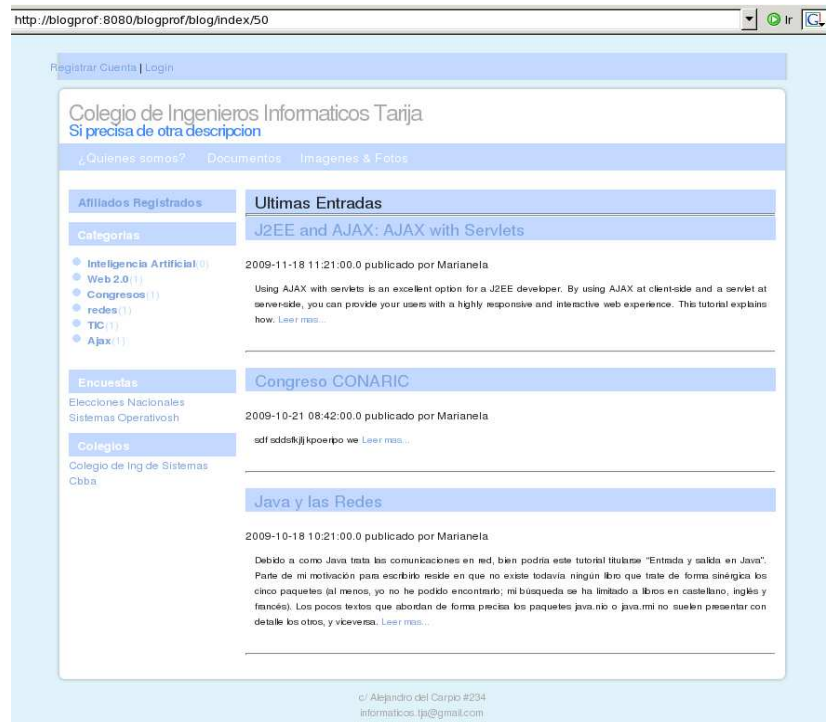 http://blogprof:8080/blogprof/blog/index/50
Ir
Registrar Cuenta | Login
Colegio de Ingenieros Informaticos Tarija
Si precisa de otra descripcion
¿Quienes somos? Documentos Imagenes & Fotos
Afiliados Registrados
Categorias
Inteligencia Artificial(0)
Web 2.0(1)
Congresos(1)
redes(1)
TIC(1)
Ajax(1)
Encuestas
Elecciones Nacionales
Sistemas Operativosh
Colegios
Colegio de Ing de Sistemas
Cbba
Ultimas Entradas
J2EE and AJAX: AJAX with Servlets
2009-11-18 11:21:00.0 publicado por Marianela
Using AJAX with servlets is an excellent option for a J2EE developer. By using AJAX at client-side and a servlet at
server-side, you can provide your users with a highly responsive and interactive web experience. This tutorial explains
how. Leer mas...
Congreso CONARIC
2009-10-21 08:42:00.0 publicado por Marianela
sdf sddsfkjlj kpoeripo we Leer mas...
Java y las Redes
2009-10-18 10:21:00.0 publicado por Marianela
Debido a como Java trata las comunicaciones en red, bien podría este tutorial titularse "Entrada y salida en Java".
Parte de mi motivación para escribirlo reside en que no existe todavía ningún libro que trate de forma sinérgica los
cinco paquetes (al menos, yo no he podido encontrarlo; mi búsqueda se ha limitado a libros en castellano, inglés y
francés). Los pocos textos que abordan de forma precisa los paquetes java.nio o java.rmi no suelen presentar con
detalle los otros, y viceversa. Leer mas...
c/ Alejandro del Carpio #234
informaticos.tja@gmail.com